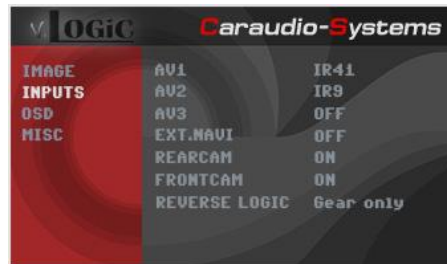 v.LOGiC Caraudio-Systems
IMAGE
INPUTS
OSD
MISC
AV1 IR41
AV2 IR9
AV3 OFF
EXT.NAVI OFF
REARCAM ON
FRONTCAM ON
REVERSE LOGIC Gear only